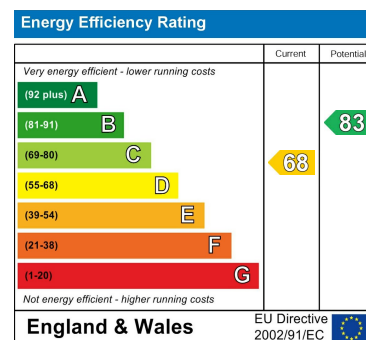 Energy Efficiency Rating
Current
Potential
Very energy efficient - lower running costs
(92 plus) A
(81-91) B
83
(69-80) C
68
(55-68) D
(39-54) E
(21-38) F
(1-20) G
Not energy efficient - higher running costs
England & Wales
EU Directive
2002/91/EC